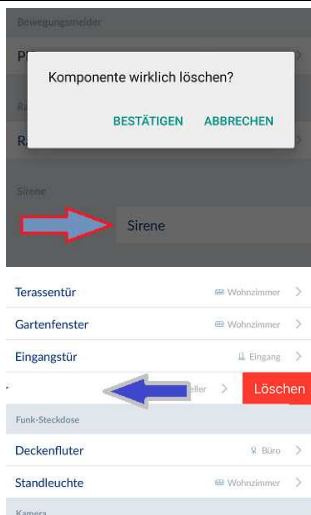 Bewegungsmelder
Komponente wirklich löschen?
BESTÄTIGEN ABBRECHEN
Sirene
Sirene
Terassentür Wohnzimmer
Gartenfenster Wohnzimmer
Eingangstür Eingang
eller Löschen
Funk-Steckdose
Deckenfluter Büro
Standleuchte Wohnzimmer
Kamera